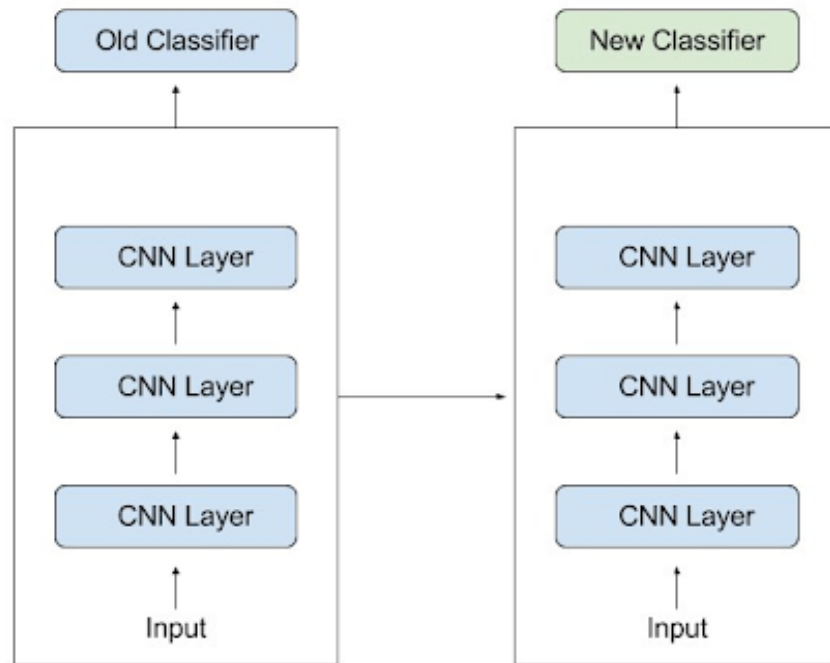 Old Classifier
CNN Layer
CNN Layer
CNN Layer
Input
New Classifier
CNN Layer
CNN Layer
CNN Layer
Input